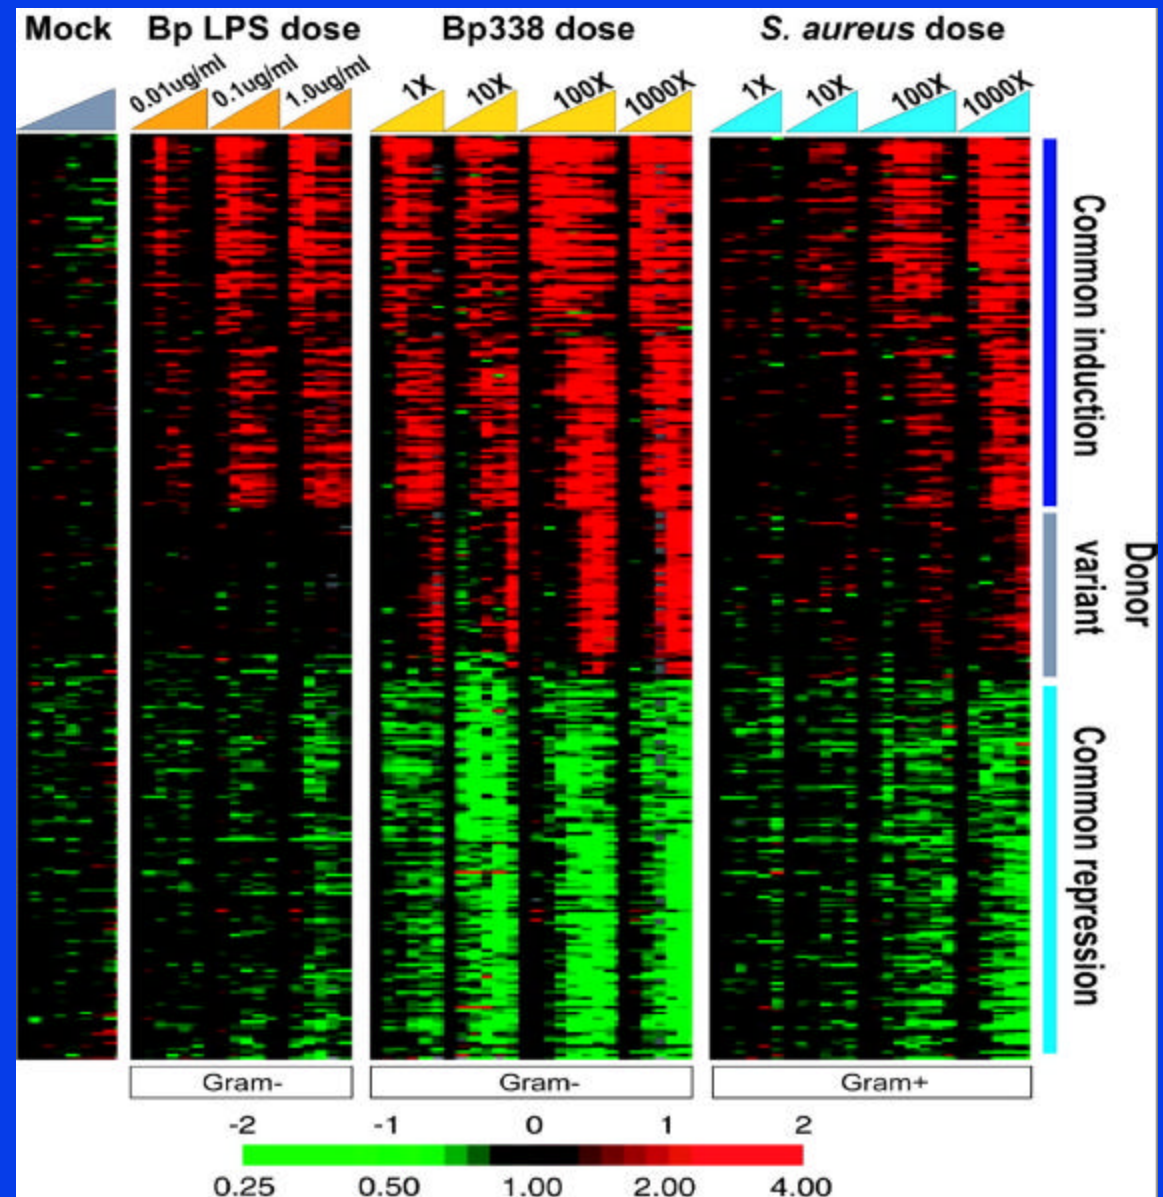 Mock Bp LPS dose Bp338 dose S. aureus dose
0.01ug/ml 0.1ug/ml 1.0ug/ml 1X 10X 100X 1000X 1X 10X 100X 1000X
Common induction
Donor
variant
Common repression
Gram- Gram- Gram+
-2 -1 0 1 2
0.25 0.50 1.00 2.00 4.00